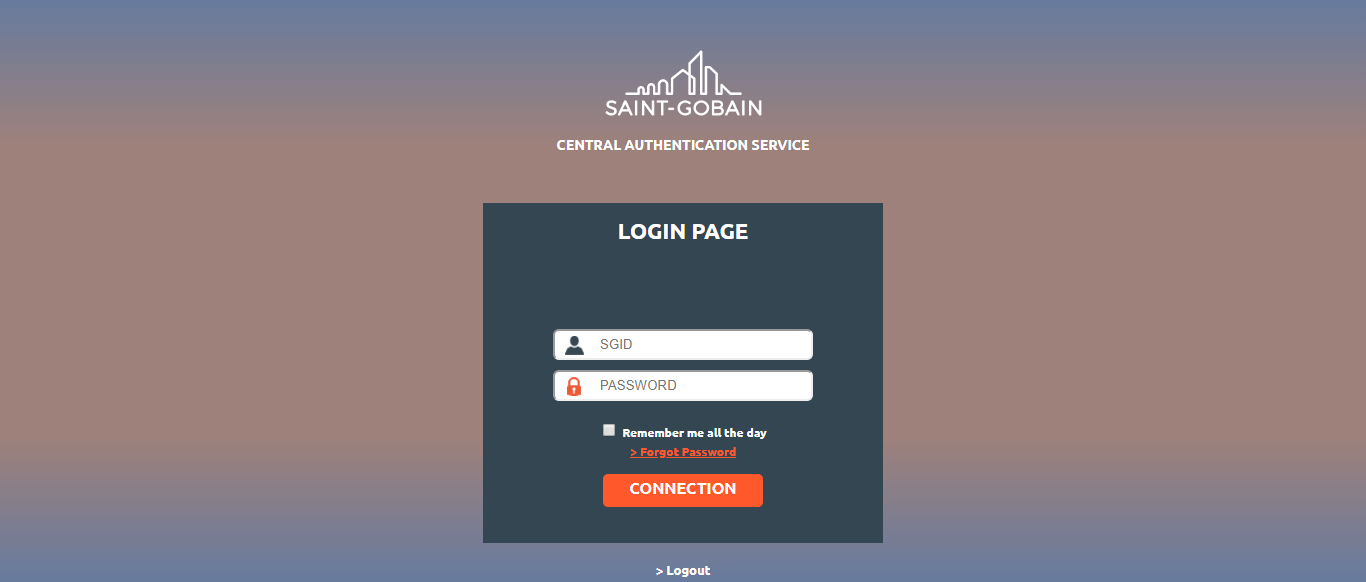 SAINT-GOBAIN
CENTRAL AUTHENTICATION SERVICE
LOGIN PAGE
SGID
PASSWORD
Remember me all the day
> Forgot Password
CONNECTION
> Logout